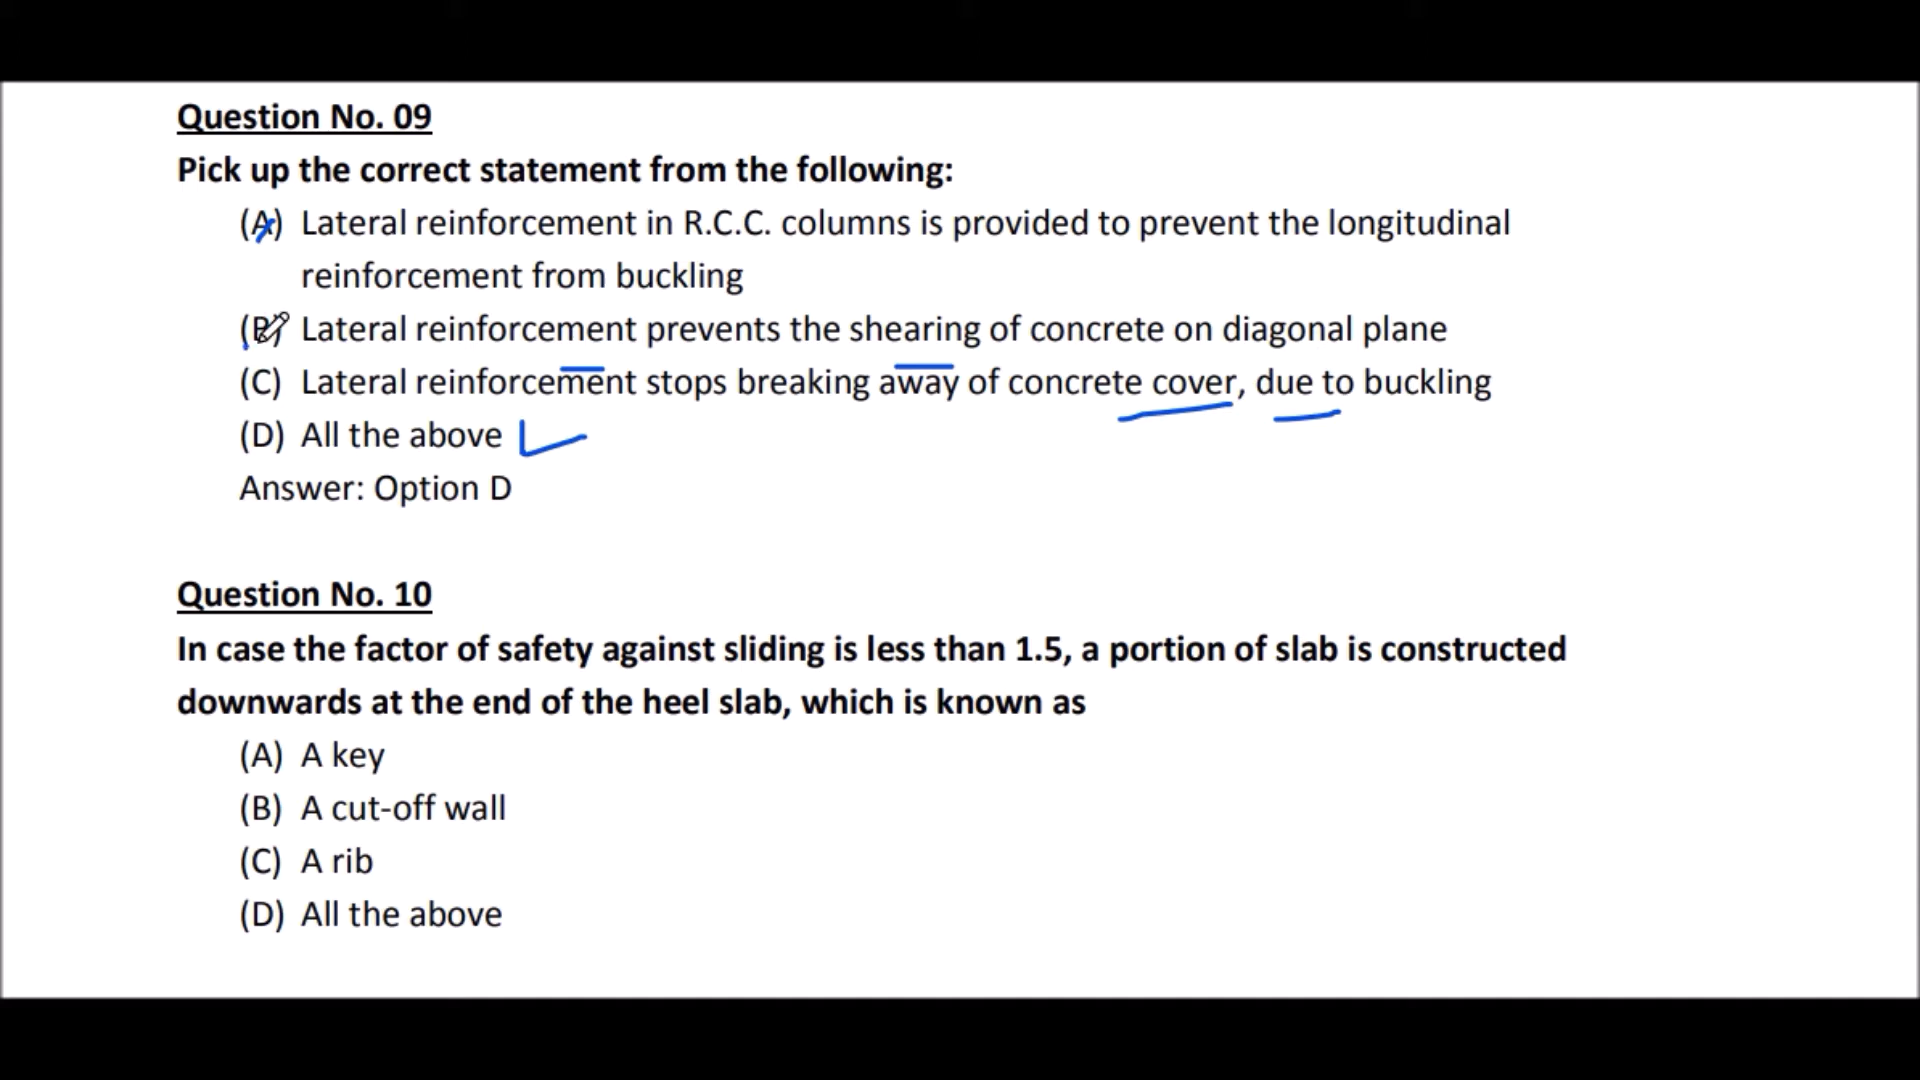 Question No. 09
Pick up the correct statement from the following:
(A) Lateral reinforcement in R.C.C. columns is provided to prevent the longitudinal
reinforcement from buckling
(B) Lateral reinforcement prevents the shearing of concrete on diagonal plane
(C) Lateral reinforcement stops breaking away of concrete cover, due to buckling
(D) All the above
Answer: Option D
Question No. 10
In case the factor of safety against sliding is less than 1.5, a portion of slab is constructed
downwards at the end of the heel slab, which is known as
(A) A key
(B) A cut-off wall
(C) A rib
(D) All the above